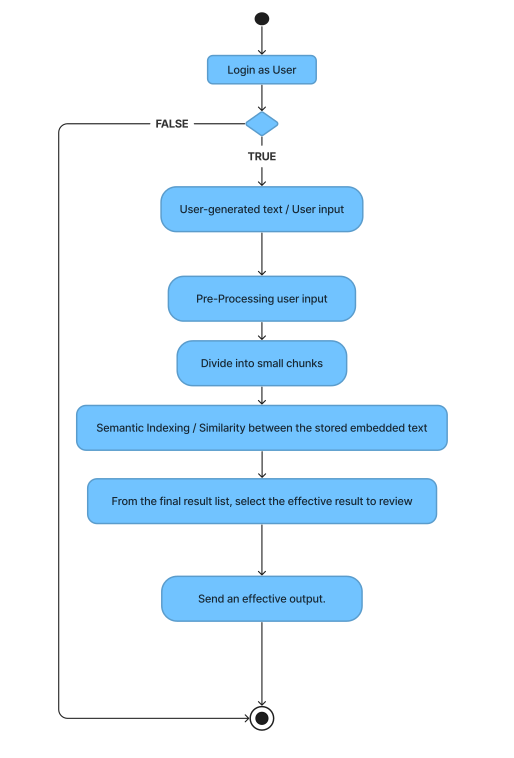 Login as User
FALSE
TRUE
User-generated text / User input
Pre-Processing user input
Divide into small chunks
Semantic Indexing / Similarity between the stored embedded text
From the final result list, select the effective result to review
Send an effective output.